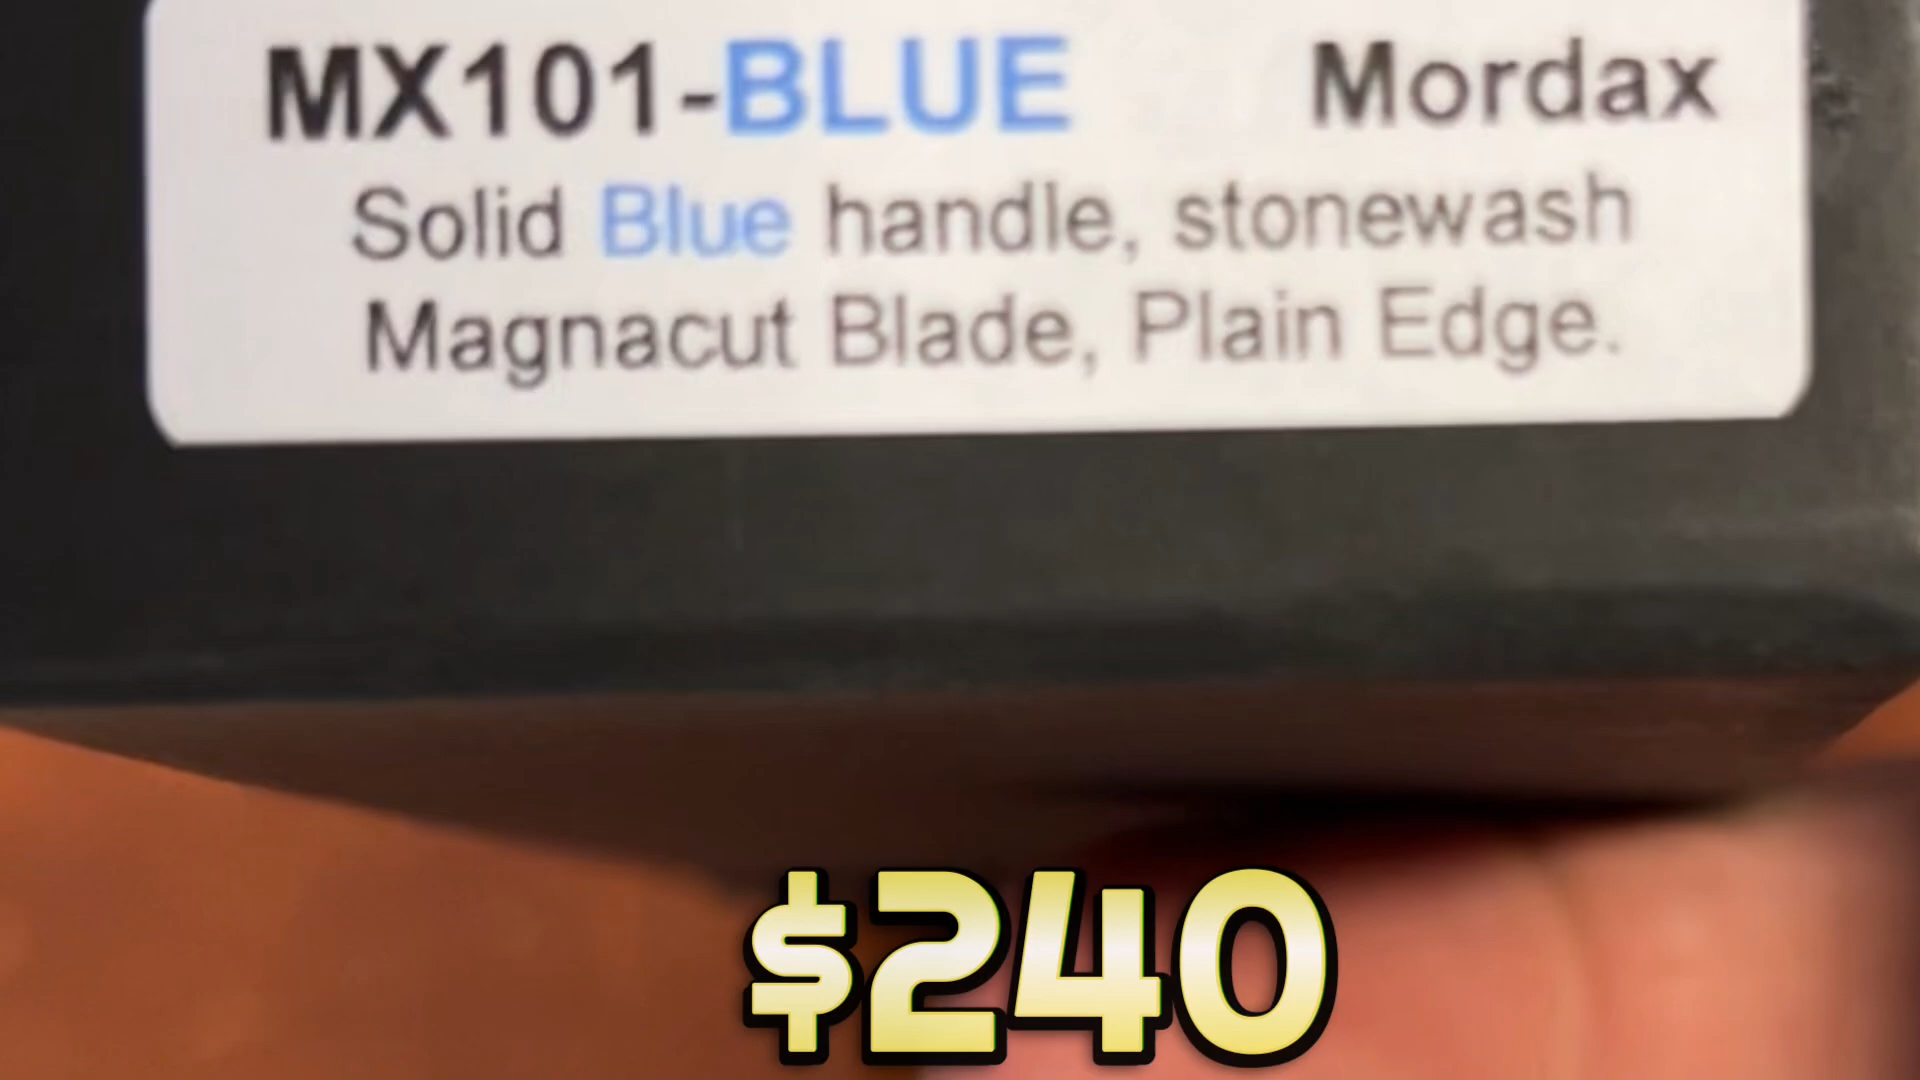 MX101-BLUE Mordax
Solid Blue handle, stonewash
Magnacut Blade, Plain Edge.
$240